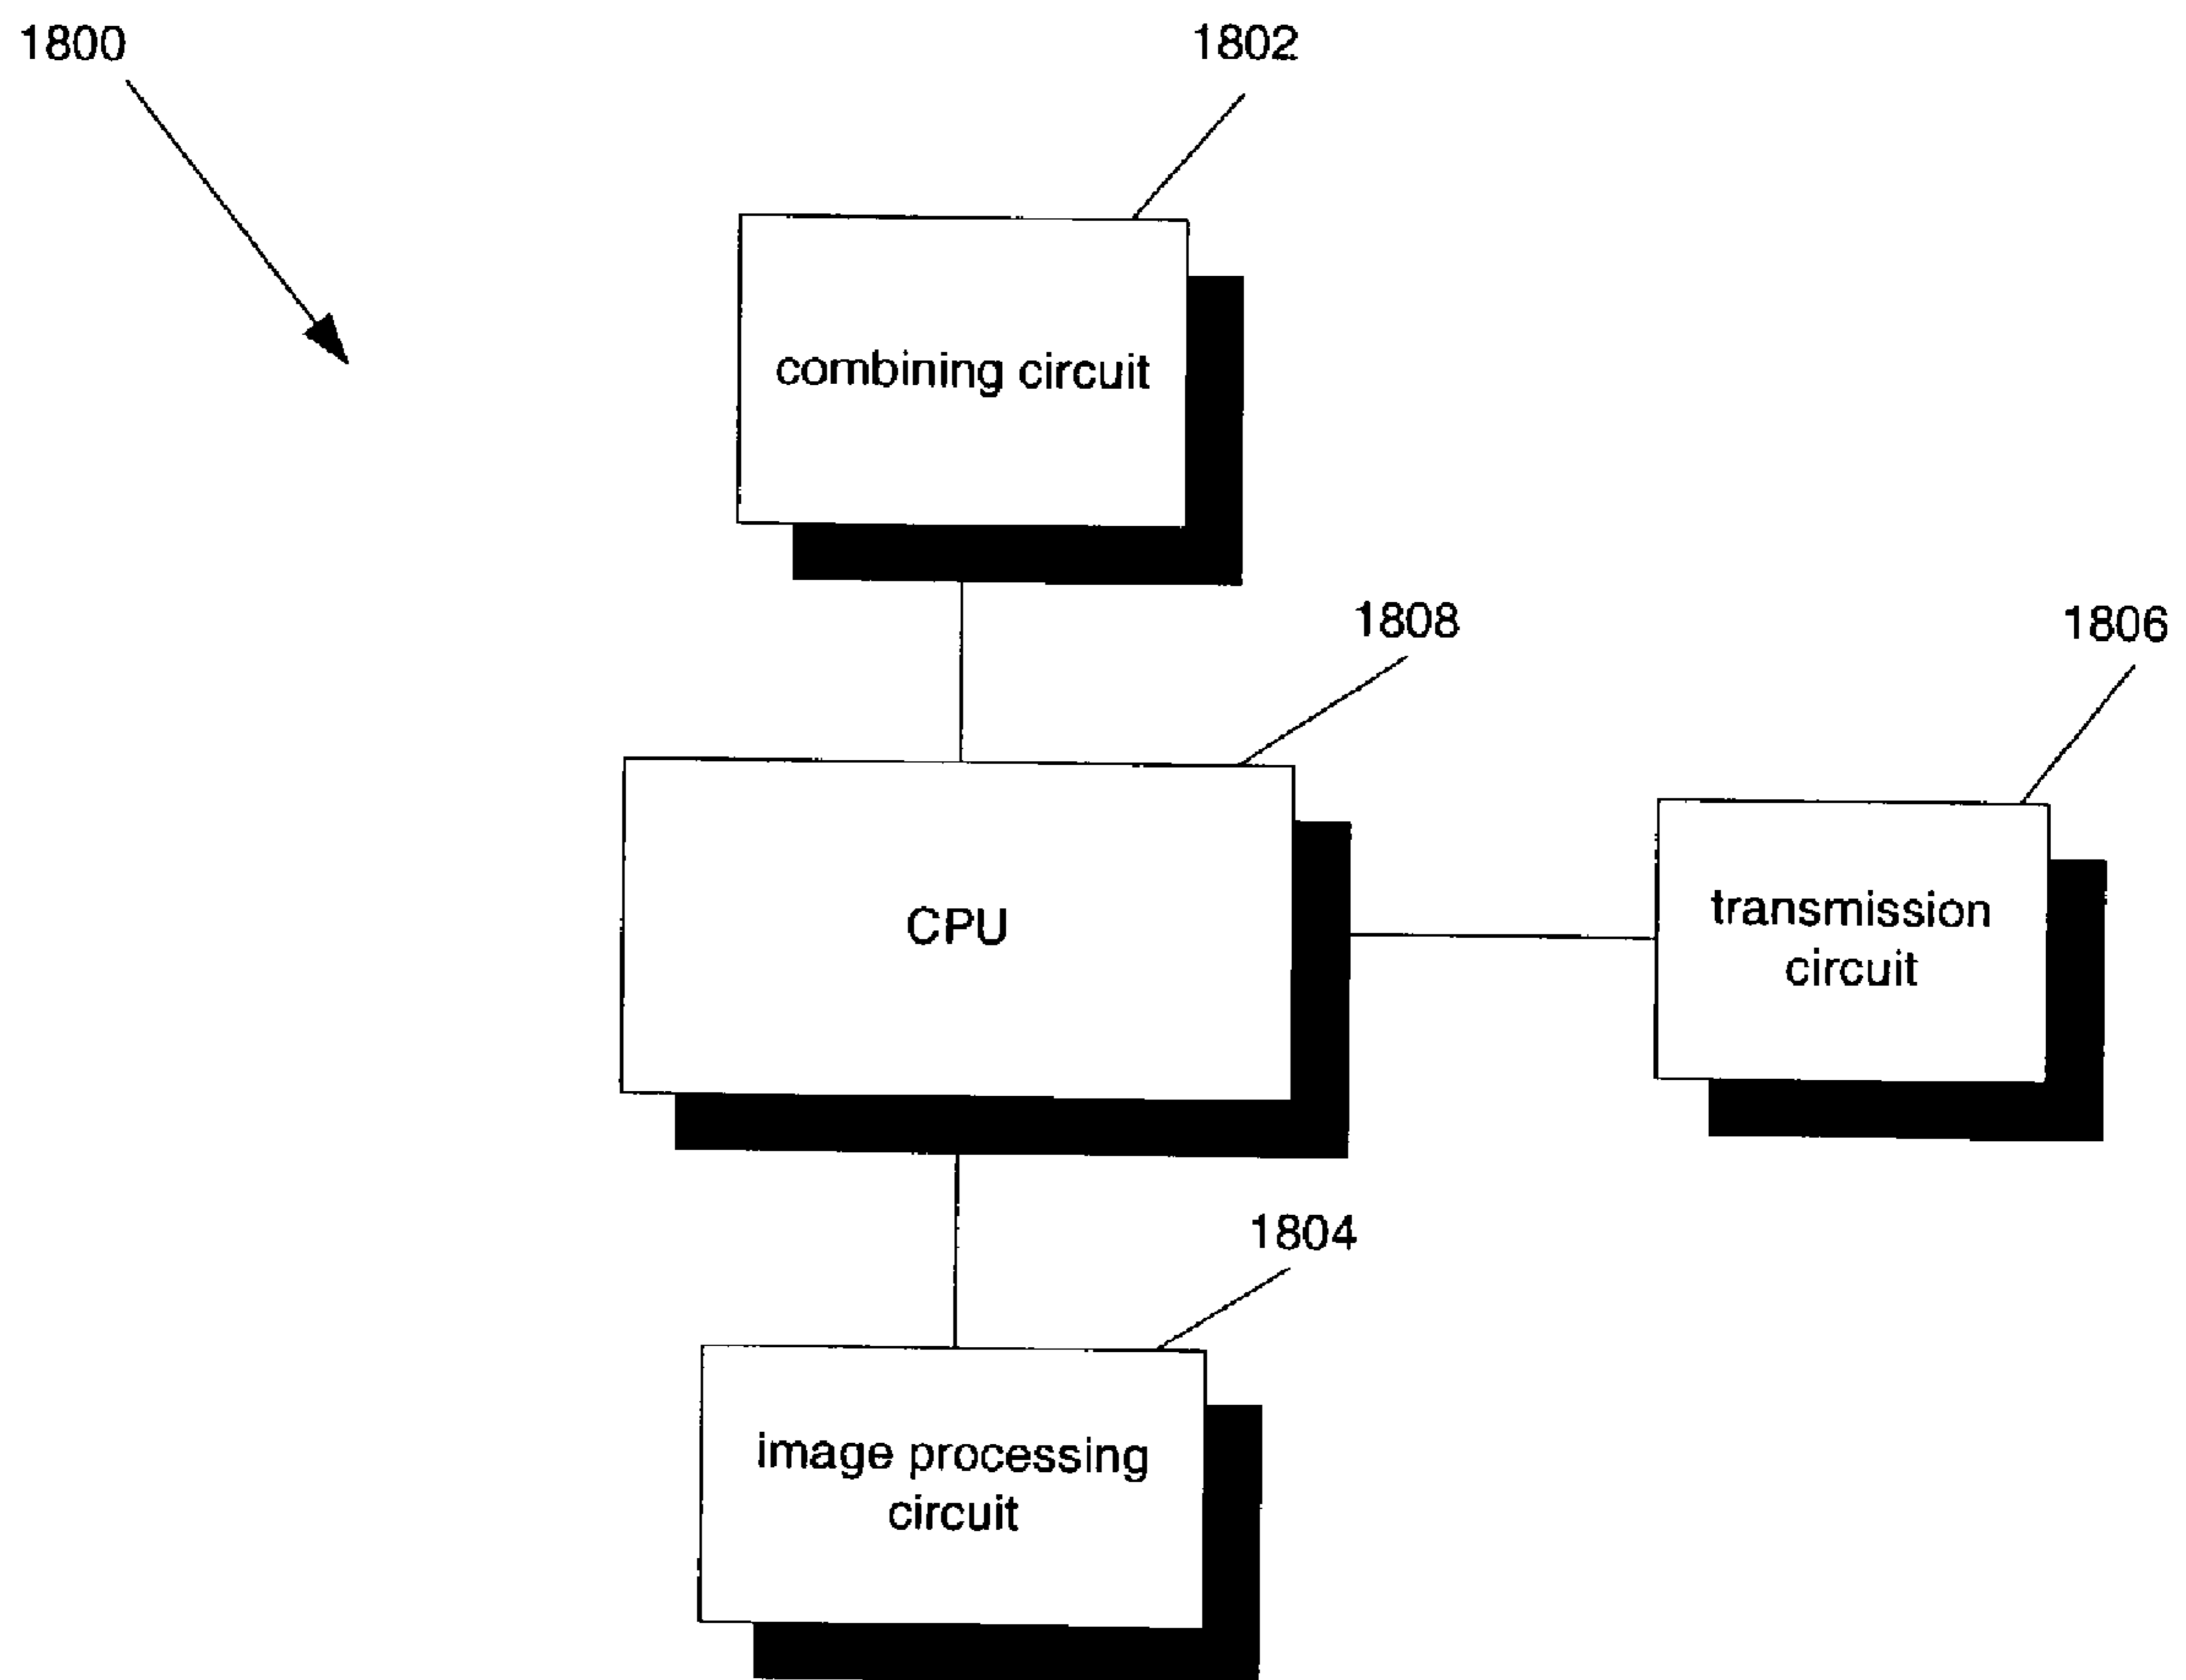 1800
1802
combining circuit
1808
1806
CPU
transmission
circuit
1804
image processing
circuit